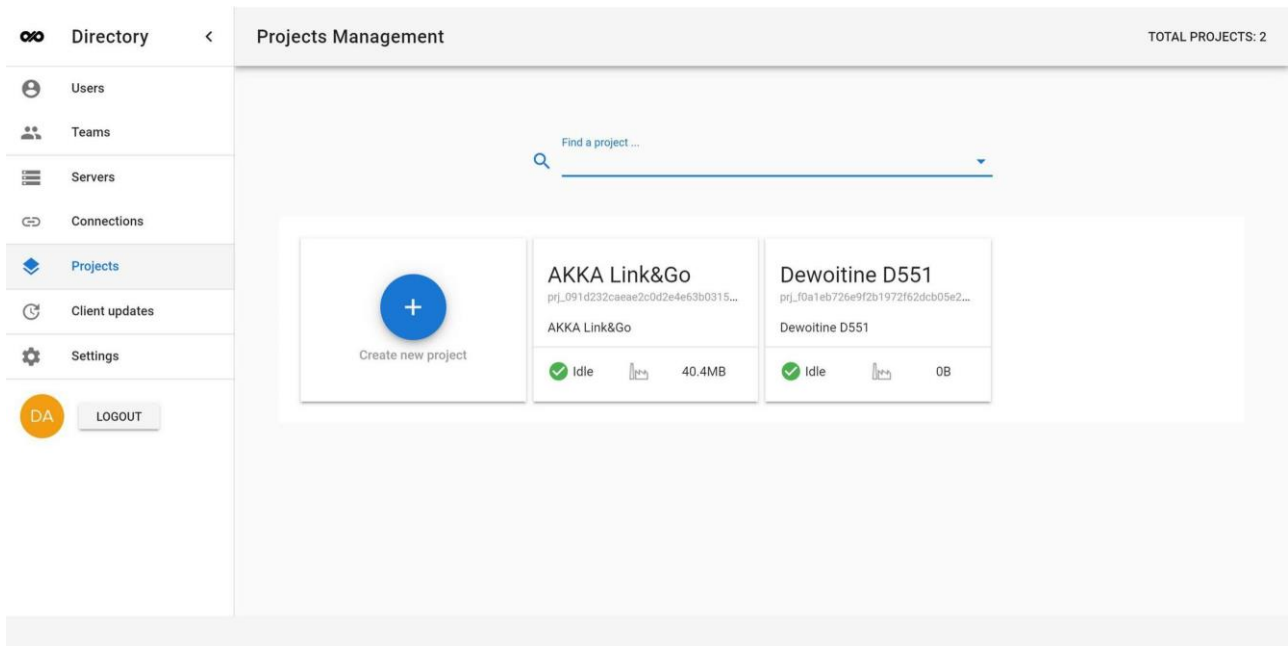 Directory
Projects Management
TOTAL PROJECTS: 2
Users
Teams
Servers
Connections
Projects
Client updates
Settings
DA
LOGOUT
Find a project ...
Create new project
AKKA Link&Go
prj_091d232caeae2c0d2e4e63b0315...
AKKA Link&Go
Idle
40.4MB
Dewoitine D551
prj_f0a1eb726e9f2b1972f62dcb05e2...
Dewoitine D551
Idle
0B